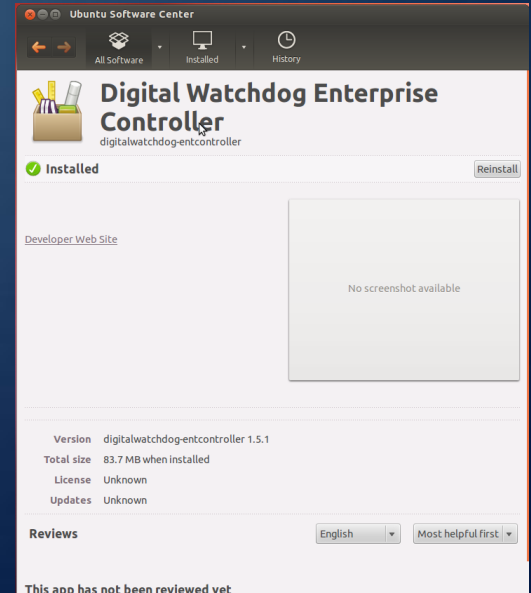 Ubuntu Software Center
All Software
Installed
History
Digital Watchdog Enterprise
Controller
digitalwatchdog-entcontroller
Installed
Reinstall
Developer Web Site
No screenshot available
Version digitalwatchdog-entcontroller 1.5.1
Total size 83.7 MB when installed
License Unknown
Updates Unknown
Reviews
English
Most helpful first
This app has not been reviewed yet